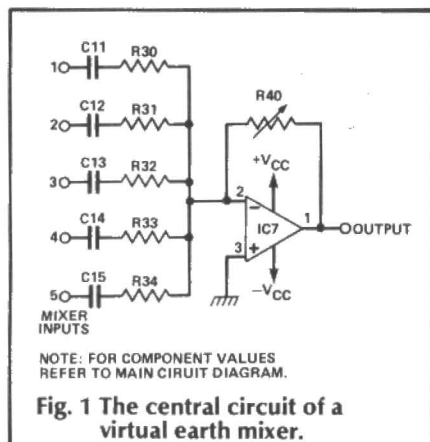 C11
R30
1
C12
R31
2
C13
R32
3
C14
R33
4
C15
R34
5
MIXER
INPUTS
R40
+VCC
2
−
IC7
1
OUTPUT
3
+
−VCC
NOTE: FOR COMPONENT VALUES
REFER TO MAIN CIRUIT DIAGRAM.
Fig. 1 The central circuit of a
virtual earth mixer.